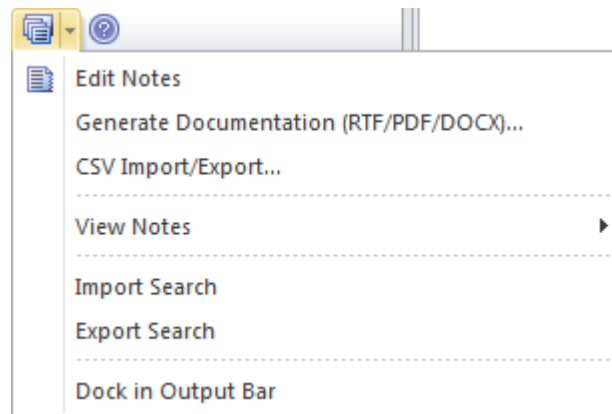 Edit Notes
Generate Documentation (RTF/PDF/DOCX)...
CSV Import/Export...
View Notes
Import Search
Export Search
Dock in Output Bar